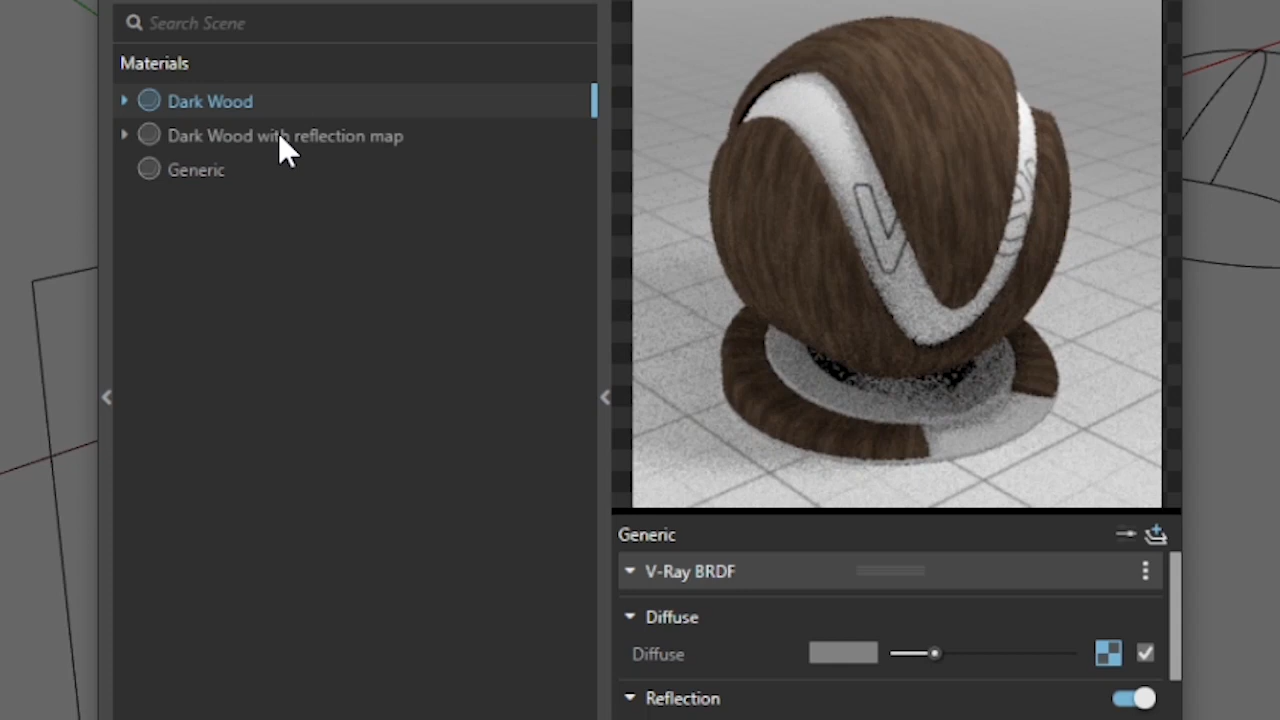 Search Scene
Materials
Dark Wood
Dark Wood with reflection map
Generic
V
Generic
V-Ray BRDF
Diffuse
Diffuse
Reflection